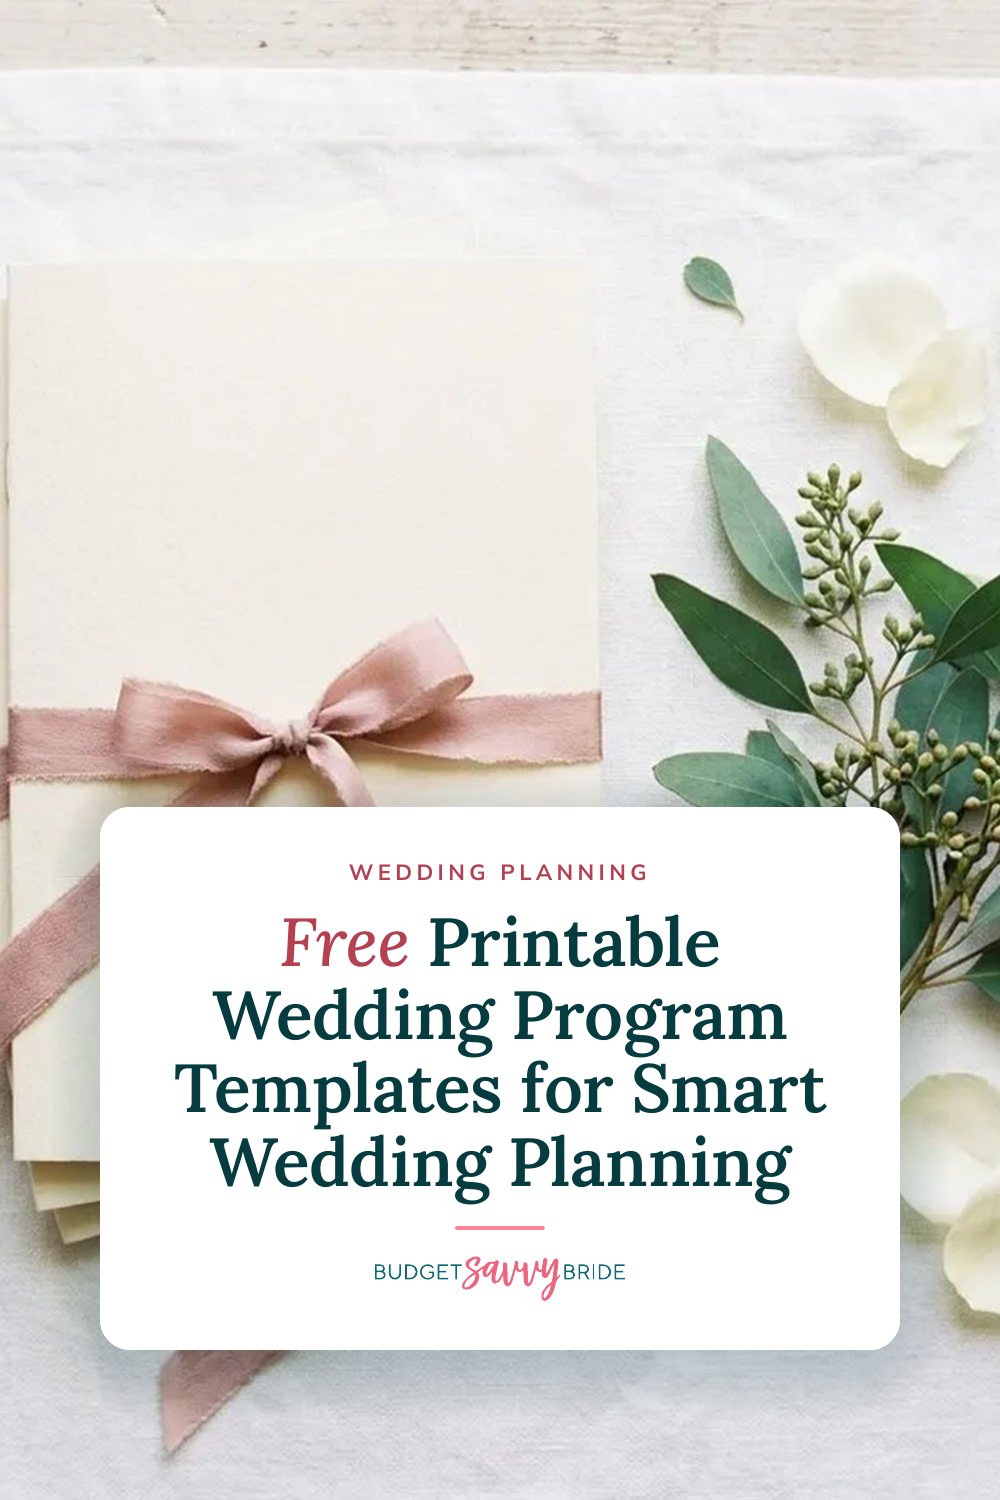 WEDDING PLANNING
Free Printable
Wedding Program
Templates for Smart
Wedding Planning
BUDGET savvy BRIDE